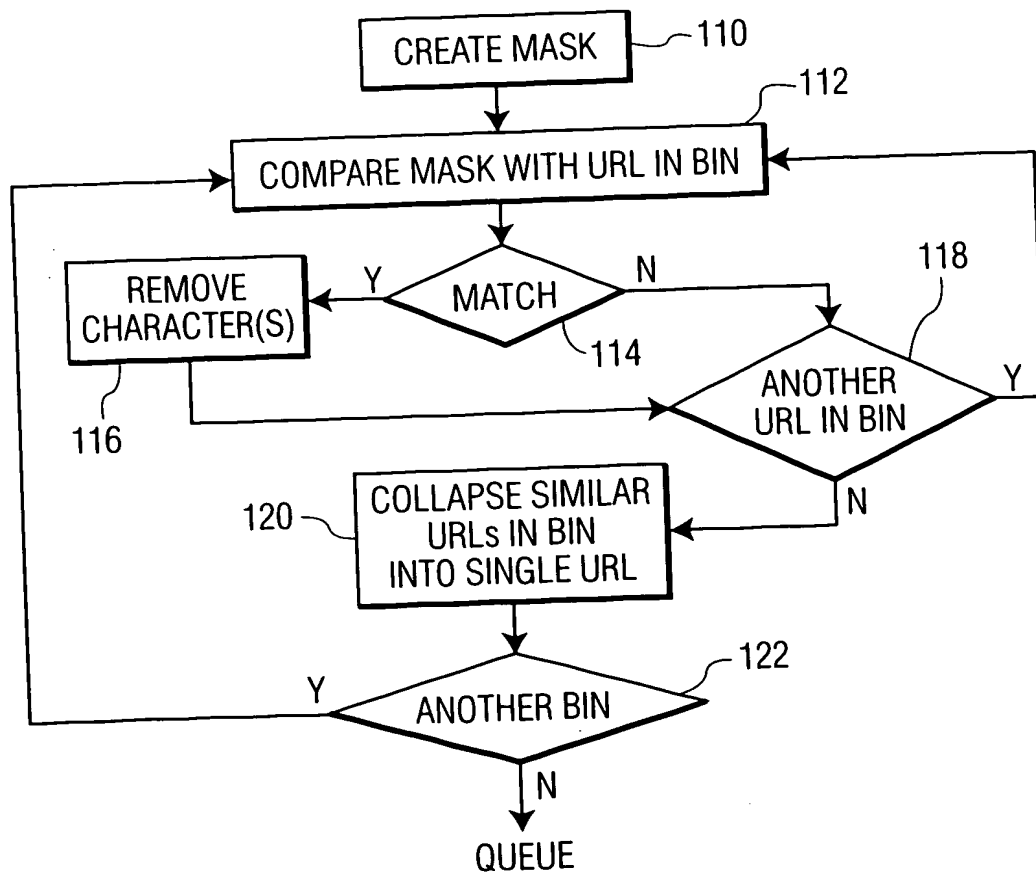 CREATE MASK
110
112
COMPARE MASK WITH URL IN BIN
Y
MATCH
N
114
REMOVE
CHARACTER(S)
116
118
ANOTHER
URL IN BIN
Y
N
120
COLLAPSE SIMILAR
URLs IN BIN
INTO SINGLE URL
122
Y
ANOTHER BIN
N
QUEUE